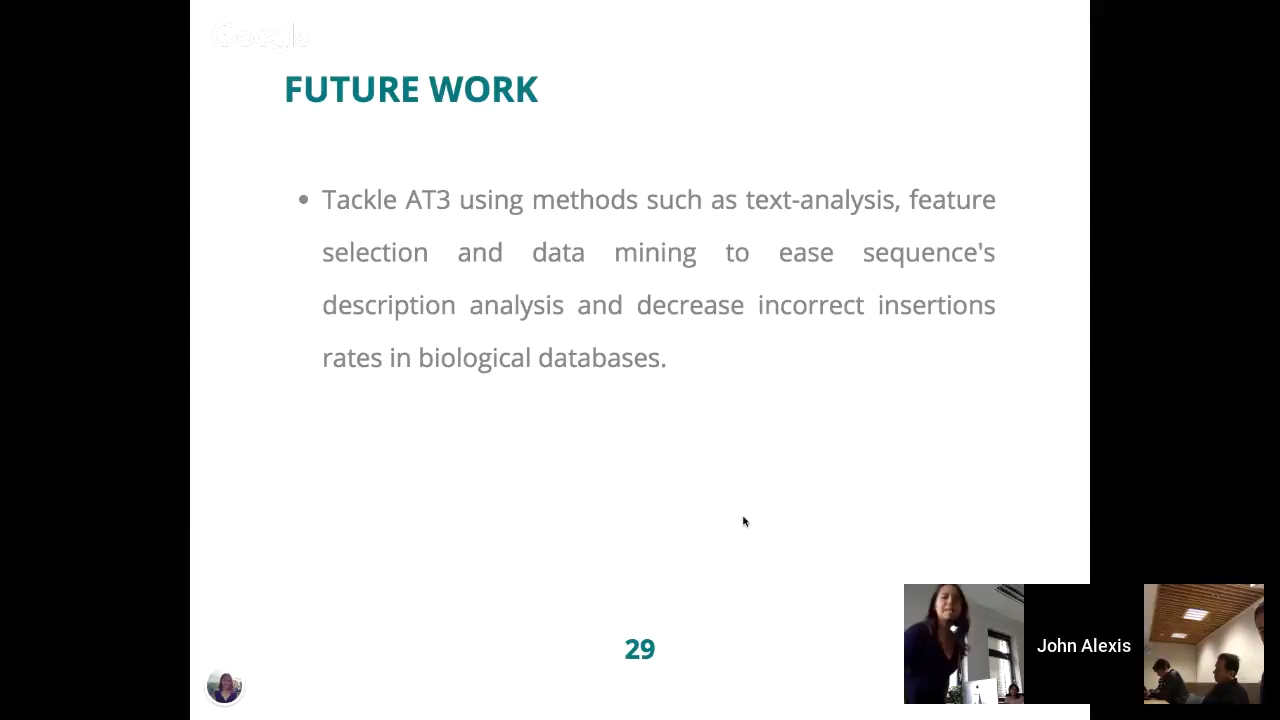 Google
FUTURE WORK
• Tackle AT3 using methods such as text-analysis, feature
selection and data mining to ease sequence's
description analysis and decrease incorrect insertions
rates in biological databases.
29
John Alexis